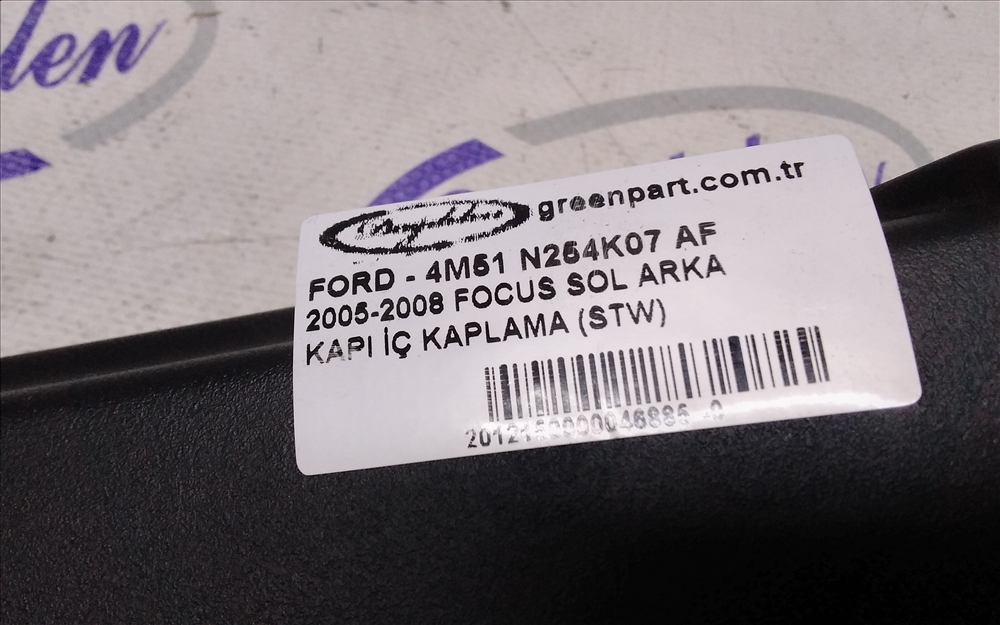 greenpart.com.tr
FORD - 4M51 N254K07 AF
2005-2008 FOCUS SOL ARKA
KAPI İÇ KAPLAMA (STW)